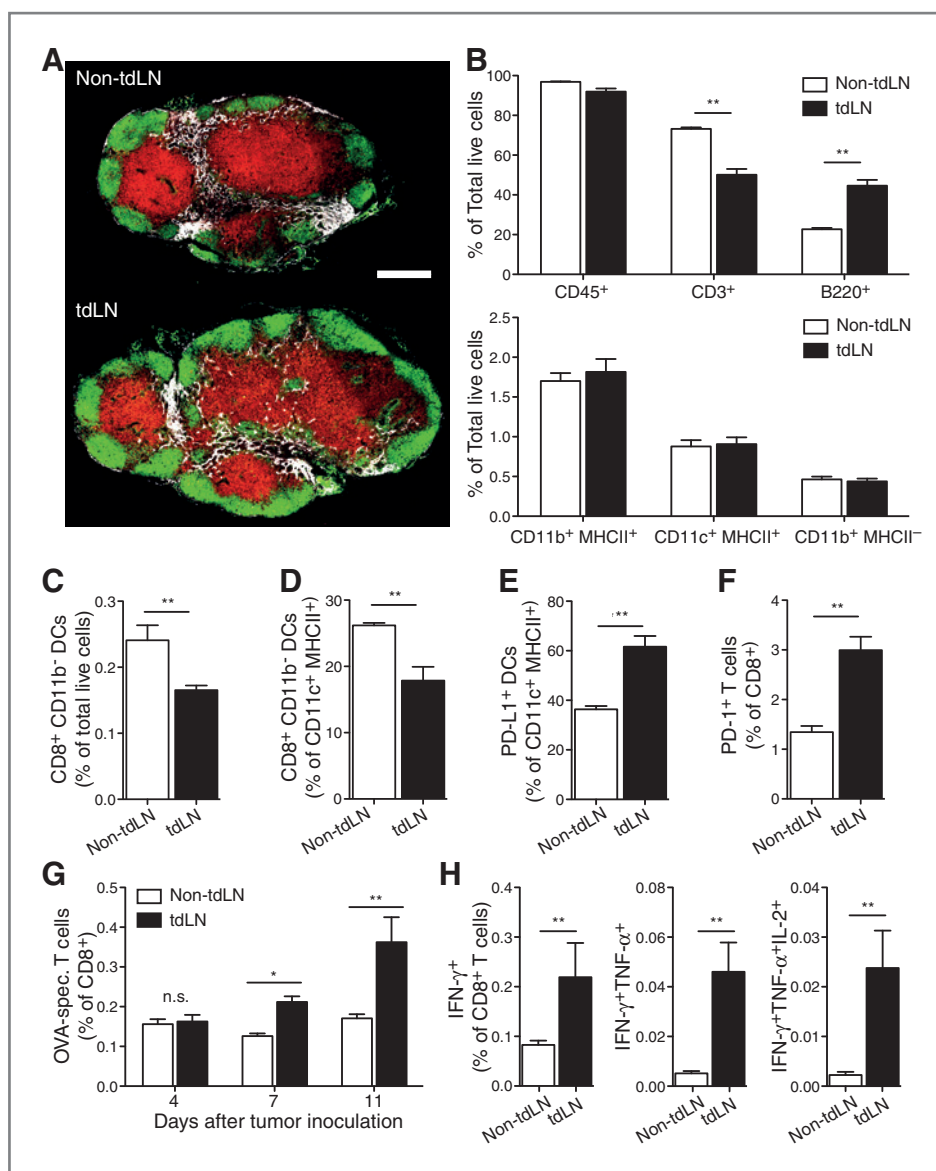 A
Non-tdLN
tdLN
B
% of Total live cells
100
80
60
40
20
0
**
**
Non-tdLN
tdLN
CD45+
CD3+
B220+
% of Total live cells
2.5
2.0
1.5
1.0
0.5
0.0
Non-tdLN
tdLN
CD11b+ MHCII+
CD11c+ MHCII+
CD11b+ MHCII−
C
CD8+ CD11b- DCs
(% of total live cells)
0.3
0.2
0.1
0.0
**
Non-tdLN
tdLN
D
CD8+ CD11b- DCs
(% of CD11c+ MHCII+)
30
20
10
0
**
Non-tdLN
tdLN
E
PD-L1+ DCs
(% of CD11c+ MHCII+)
80
60
40
20
0
**
Non-tdLN
tdLN
F
PD-1+ T cells
(% of CD8+)
4
3
2
1
0
**
Non-tdLN
tdLN
G
OVA-spec. T cells
(% of CD8+)
0.5
0.4
0.3
0.2
0.1
0.0
Non-tdLN
tdLN
n.s.
*
**
4
7
11
Days after tumor inoculation
H
IFN-γ+
(% of CD8+ T cells)
0.4
0.3
0.2
0.1
0.0
**
Non-tdLN
tdLN
IFN-γ+TNF-α+
0.08
0.06
0.04
0.02
0.00
**
Non-tdLN
tdLN
IFN-γ+TNF-α+IL-2+
0.04
0.03
0.02
0.01
0.00
**
Non-tdLN
tdLN